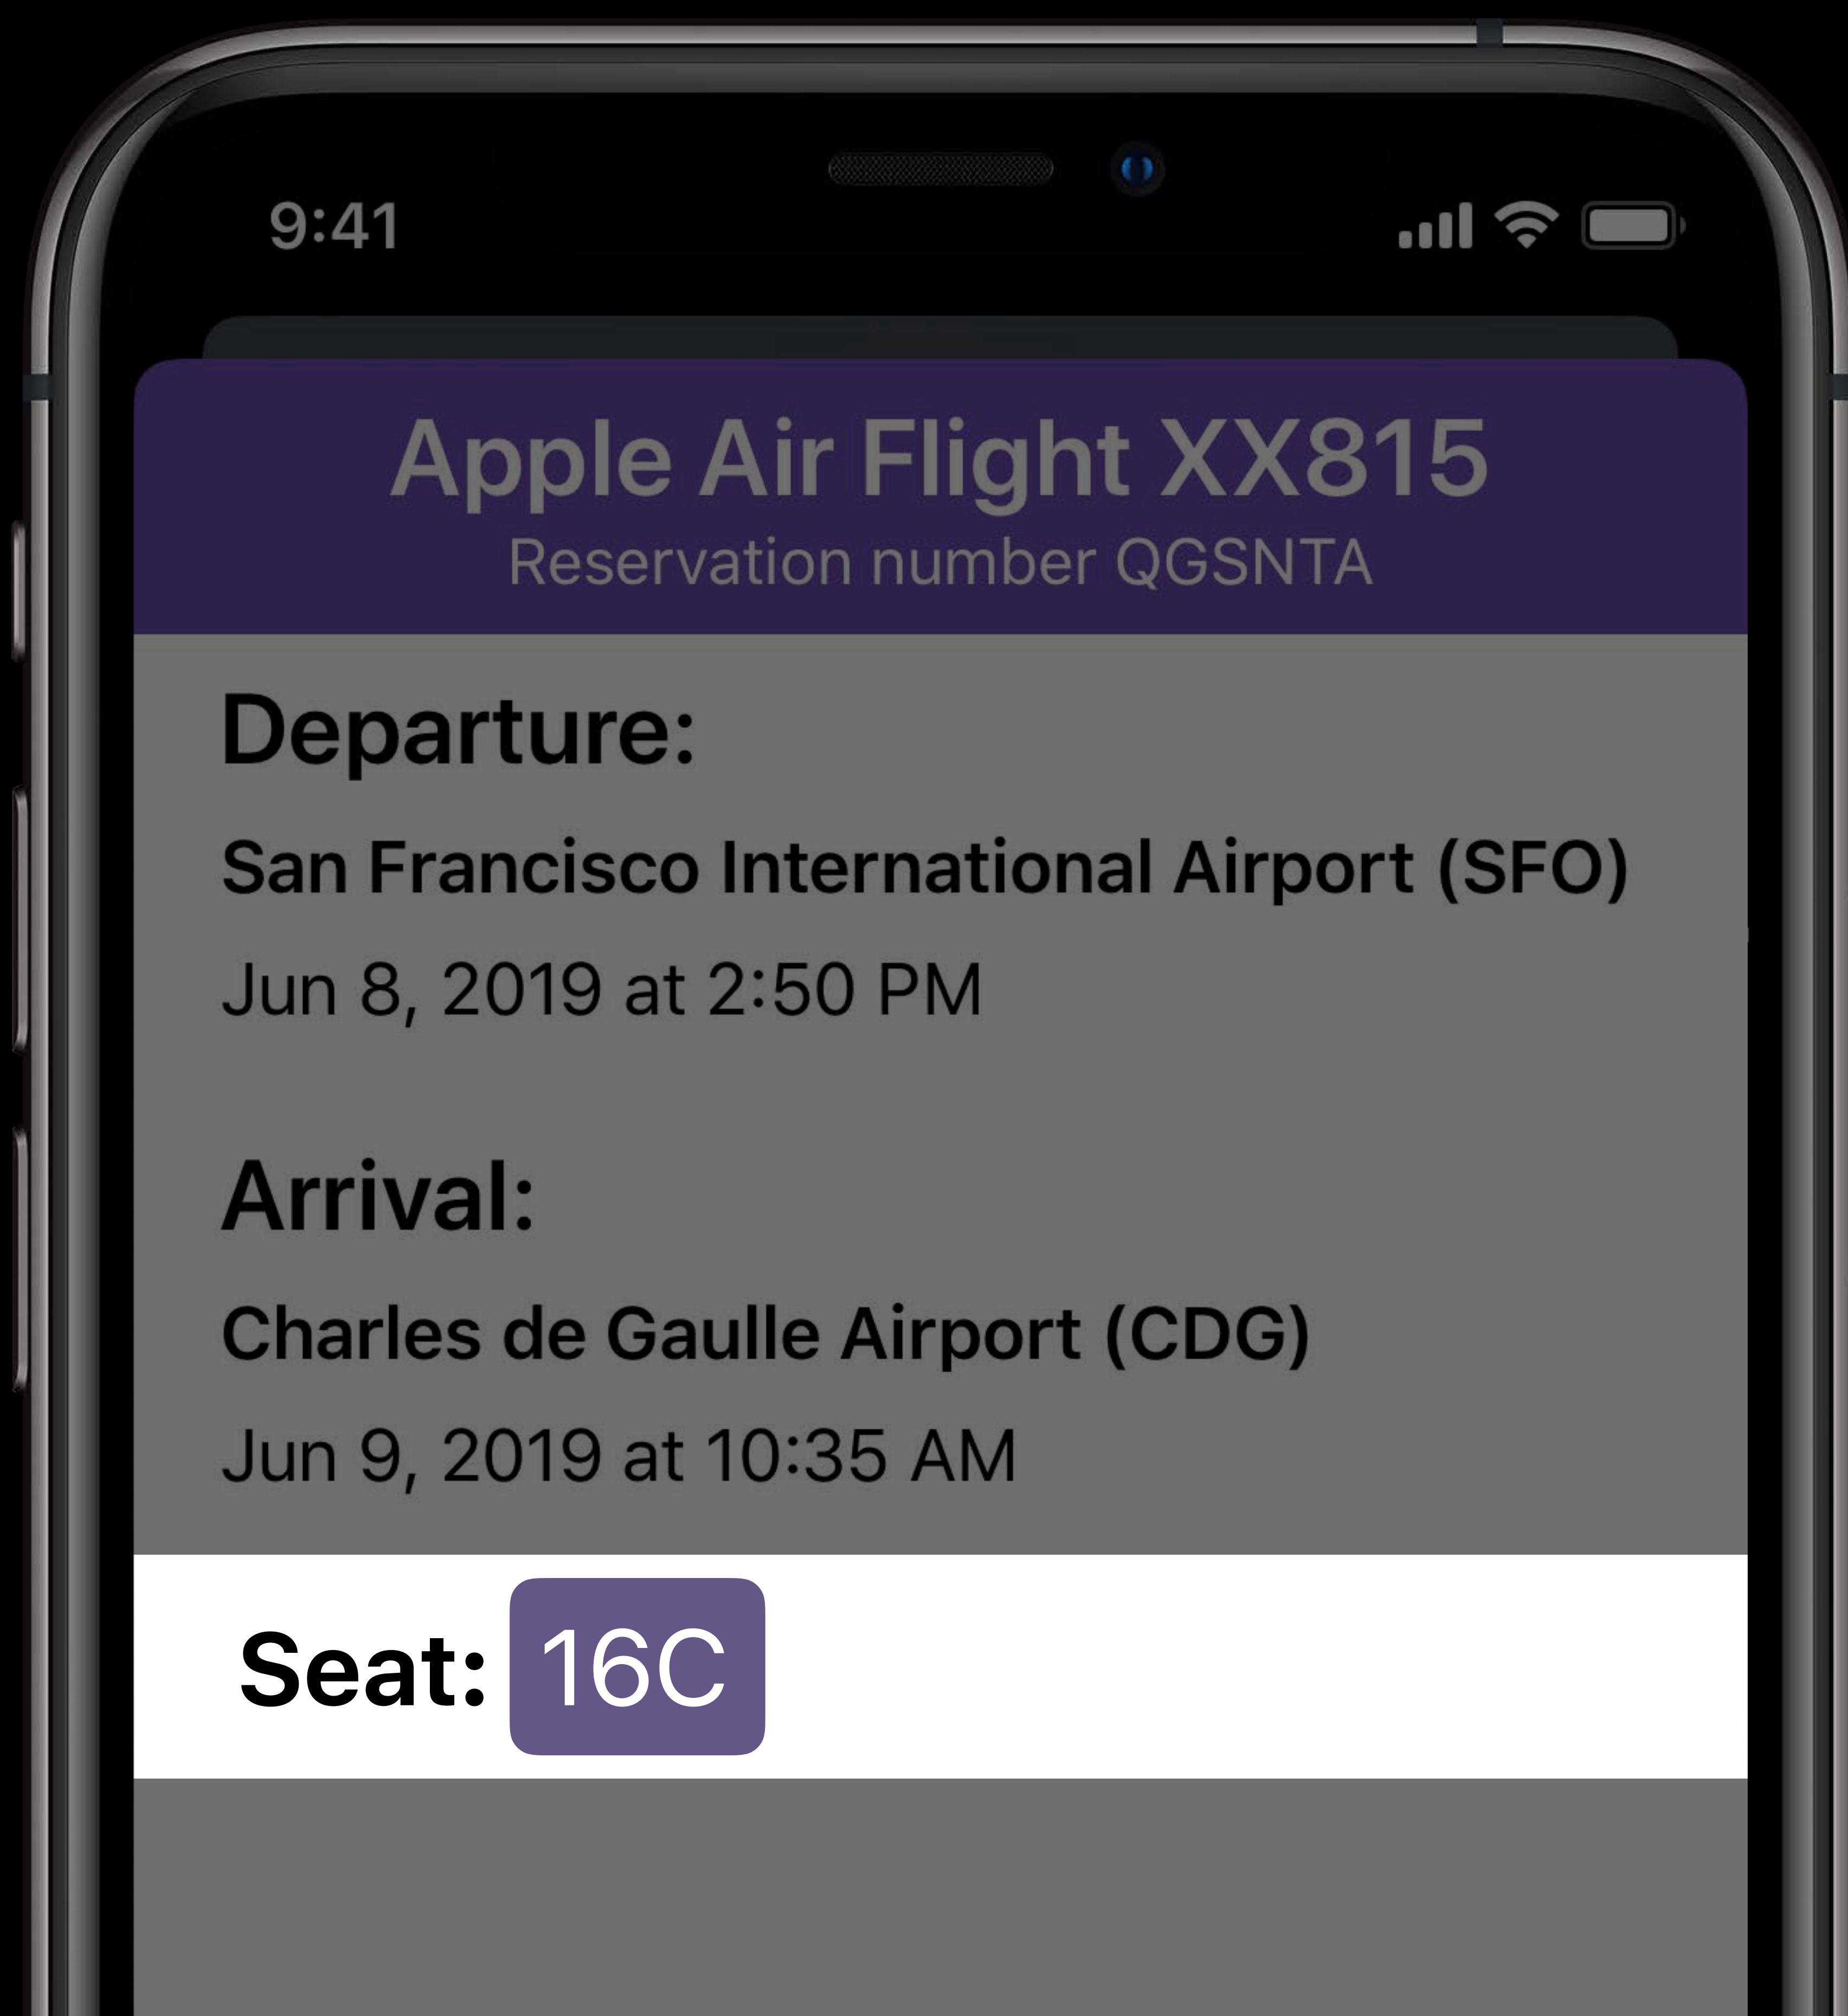 9:41
Apple Air Flight XX815
Reservation number QGSNTA
Departure:
San Francisco International Airport (SFO)
Jun 8, 2019 at 2:50 PM
Arrival:
Charles de Gaulle Airport (CDG)
Jun 9, 2019 at 10:35 AM
Seat: 16C